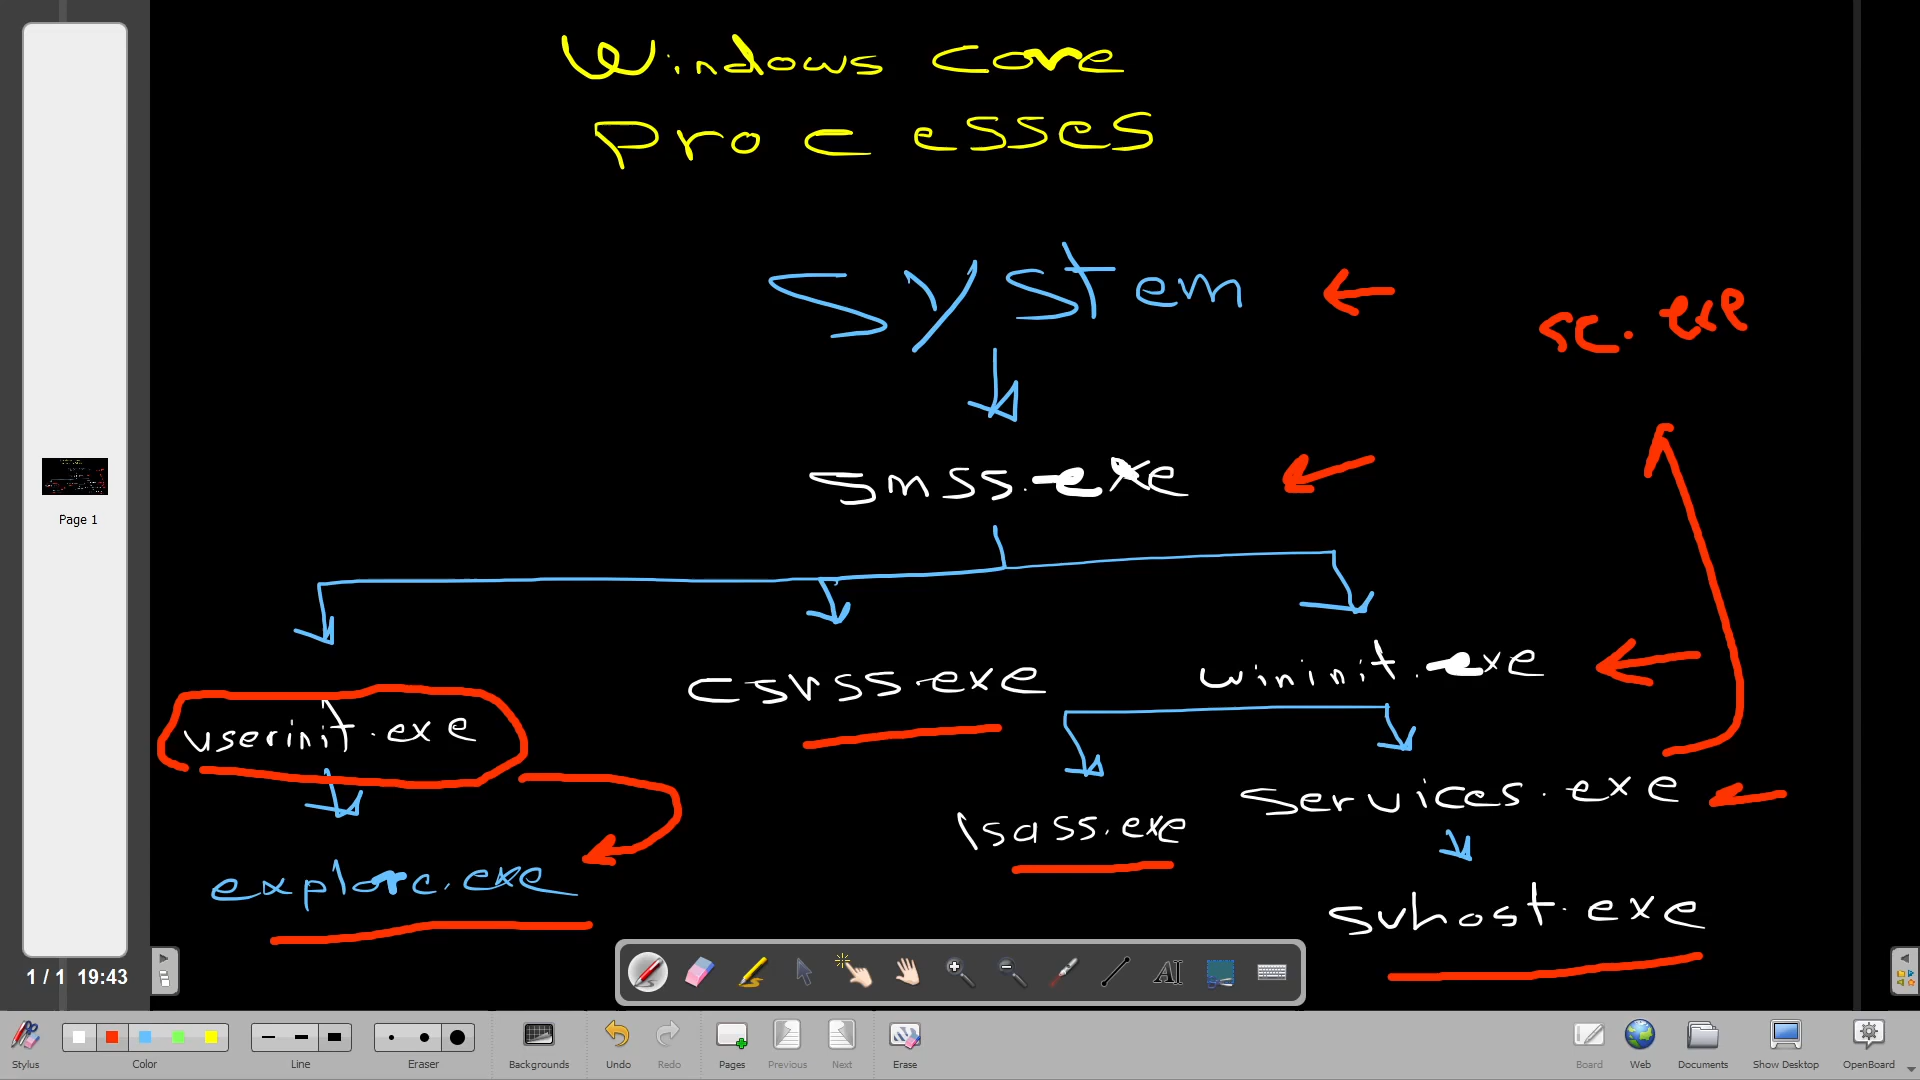 Windows Core
Processes
System
sc.exe
smss.exe
csrss.exe
wininit.exe
userinit.exe
lsass.exe
services.exe
explore.exe
svhost.exe
Page 1
1 / 1 19:43
Stylus
Color
Line
Eraser
Backgrounds
Undo
Redo
Pages
Previous
Next
Erase
Board
Web
Documents
Show Desktop
OpenBoard